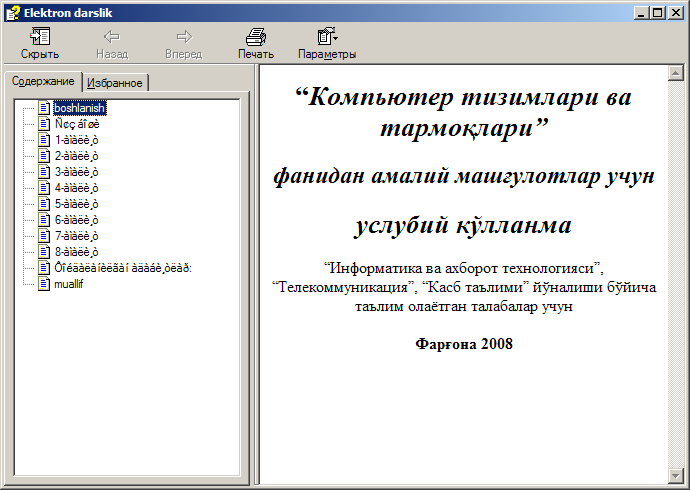 Elektron darslik
Скрыть Назад Вперед Печать Параметры
Содержание Избранное
boshlanish
Ñ¢ç áîøè
1-àìàëè¸ò
2-àìàëè¸ò
3-àìàëè¸ò
4-àìàëè¸ò
5-àìàëè¸ò
6-àìàëè¸ò
7-àìàëè¸ò
8-àìàëè¸ò
Ôîéäàëàíèëãàí àäàáè¸òëàð:
muallif
“Компьютер тизимлари ва
тармоқлари”
фанидан амалий машғулотлар учун
услубий қўлланма
“Информатика ва ахборот технологияси”,
“Телекоммуникация”, “Касб таълими” йўналиши бўйича
таълим олаётган талабалар учун
Фарғона 2008